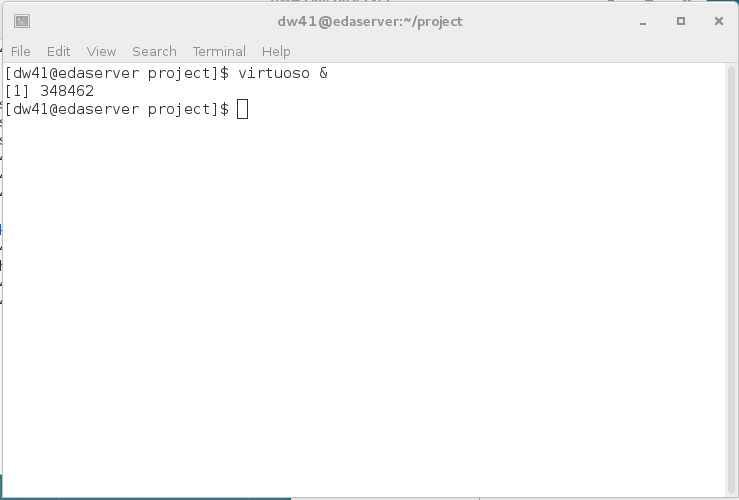 dw41@edaserver:~/project
File Edit View Search Terminal Help
[dw41@edaserver project]$ virtuoso &
[1] 348462
[dw41@edaserver project]$